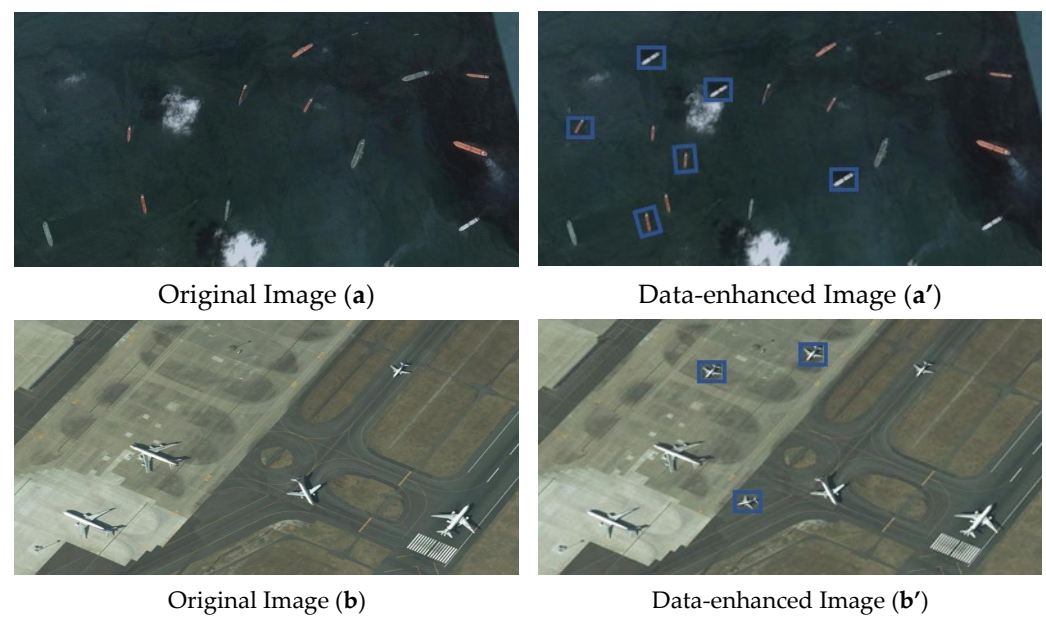 Original Image (a)
Data-enhanced Image (a′)
Original Image (b)
Data-enhanced Image (b′)